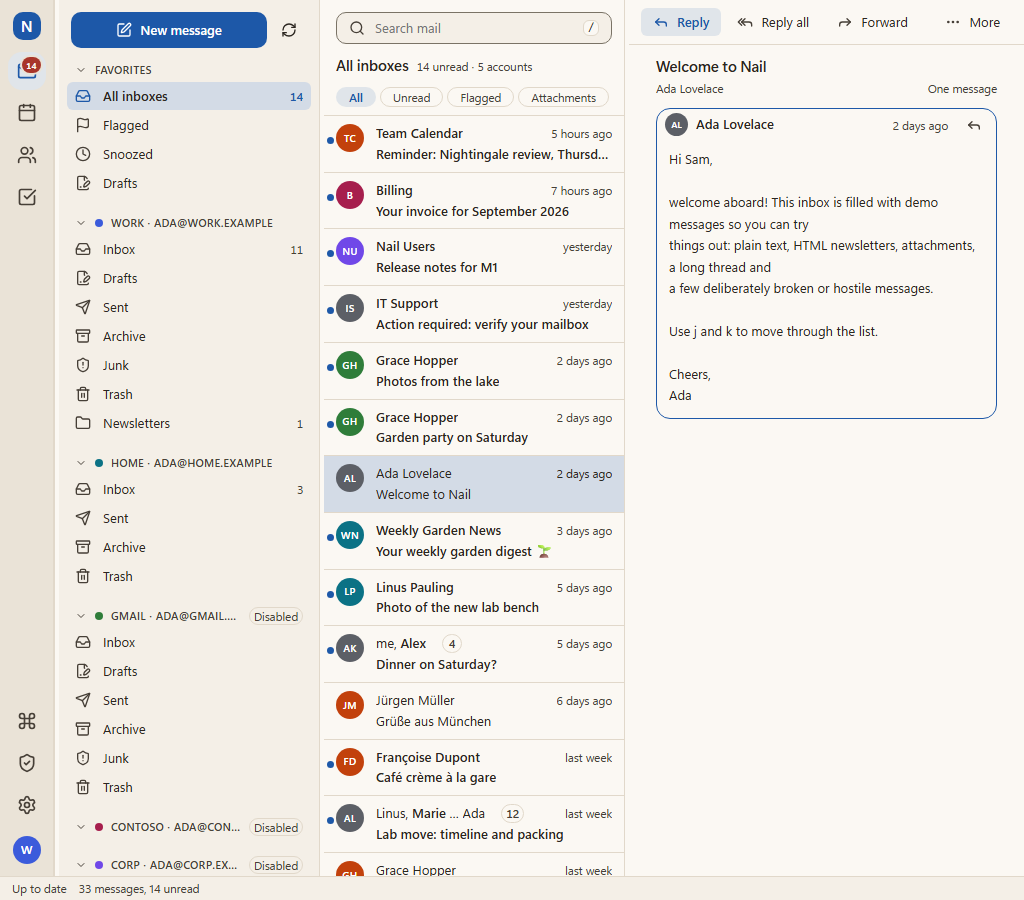 N
14
W
New message
FAVORITES
All inboxes 14
Flagged
Snoozed
Drafts
WORK · ADA@WORK.EXAMPLE
Inbox 11
Drafts
Sent
Archive
Junk
Trash
Newsletters 1
HOME · ADA@HOME.EXAMPLE
Inbox 3
Sent
Archive
Trash
GMAIL · ADA@GMAIL.... Disabled
Inbox
Drafts
Sent
Archive
Junk
Trash
CONTOSO · ADA@CON... Disabled
CORP · ADA@CORP.EX... Disabled
Search mail /
All inboxes 14 unread · 5 accounts
All Unread Flagged Attachments
TC Team Calendar 5 hours ago
Reminder: Nightingale review, Thursd...
B Billing 7 hours ago
Your invoice for September 2026
NU Nail Users yesterday
Release notes for M1
IS IT Support yesterday
Action required: verify your mailbox
GH Grace Hopper 2 days ago
Photos from the lake
GH Grace Hopper 2 days ago
Garden party on Saturday
AL Ada Lovelace 2 days ago
Welcome to Nail
WN Weekly Garden News 3 days ago
Your weekly garden digest 🌱
LP Linus Pauling 5 days ago
Photo of the new lab bench
AK me, Alex 4 5 days ago
Dinner on Saturday?
JM Jürgen Müller 6 days ago
Grüße aus München
FD Françoise Dupont last week
Café crème à la gare
AL Linus, Marie ... Ada 12 last week
Lab move: timeline and packing
GH Grace Hopper last week
Reply Reply all Forward More
Welcome to Nail
Ada Lovelace One message
AL Ada Lovelace 2 days ago
Hi Sam,
welcome aboard! This inbox is filled with demo
messages so you can try
things out: plain text, HTML newsletters, attachments,
a long thread and
a few deliberately broken or hostile messages.
Use j and k to move through the list.
Cheers,
Ada
Up to date 33 messages, 14 unread